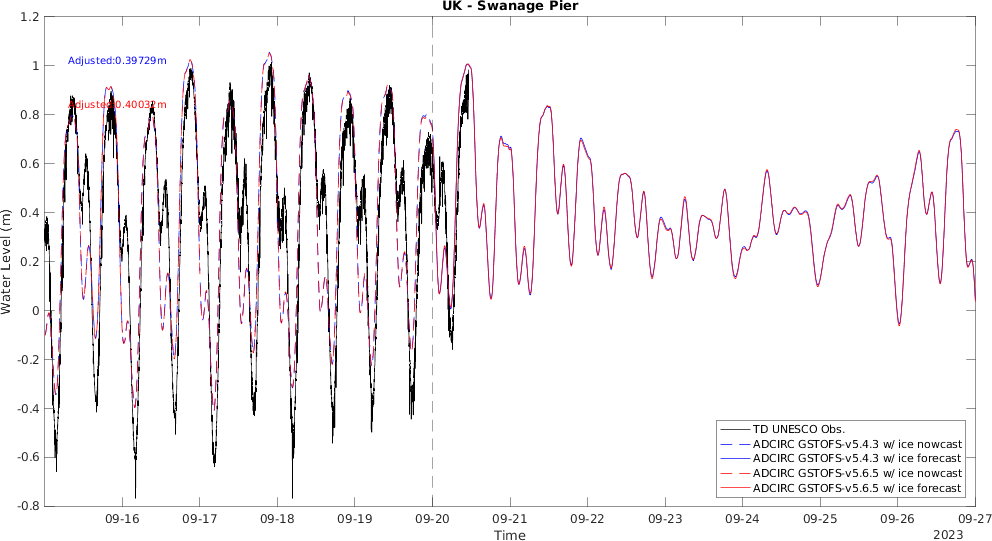 UK - Swanage Pier
1.2
1
0.8
0.6
0.4
0.2
0
-0.2
-0.4
-0.6
-0.8
Water Level (m)
Adjusted:0.39729m
Adjusted:0.40032m
TD UNESCO Obs.
ADCIRC GSTOFS-v5.4.3 w/ ice nowcast
ADCIRC GSTOFS-v5.4.3 w/ ice forecast
ADCIRC GSTOFS-v5.6.5 w/ ice nowcast
ADCIRC GSTOFS-v5.6.5 w/ ice forecast
09-16 09-17 09-18 09-19 09-20 09-21 09-22 09-23 09-24 09-25 09-26 09-27
Time
2023